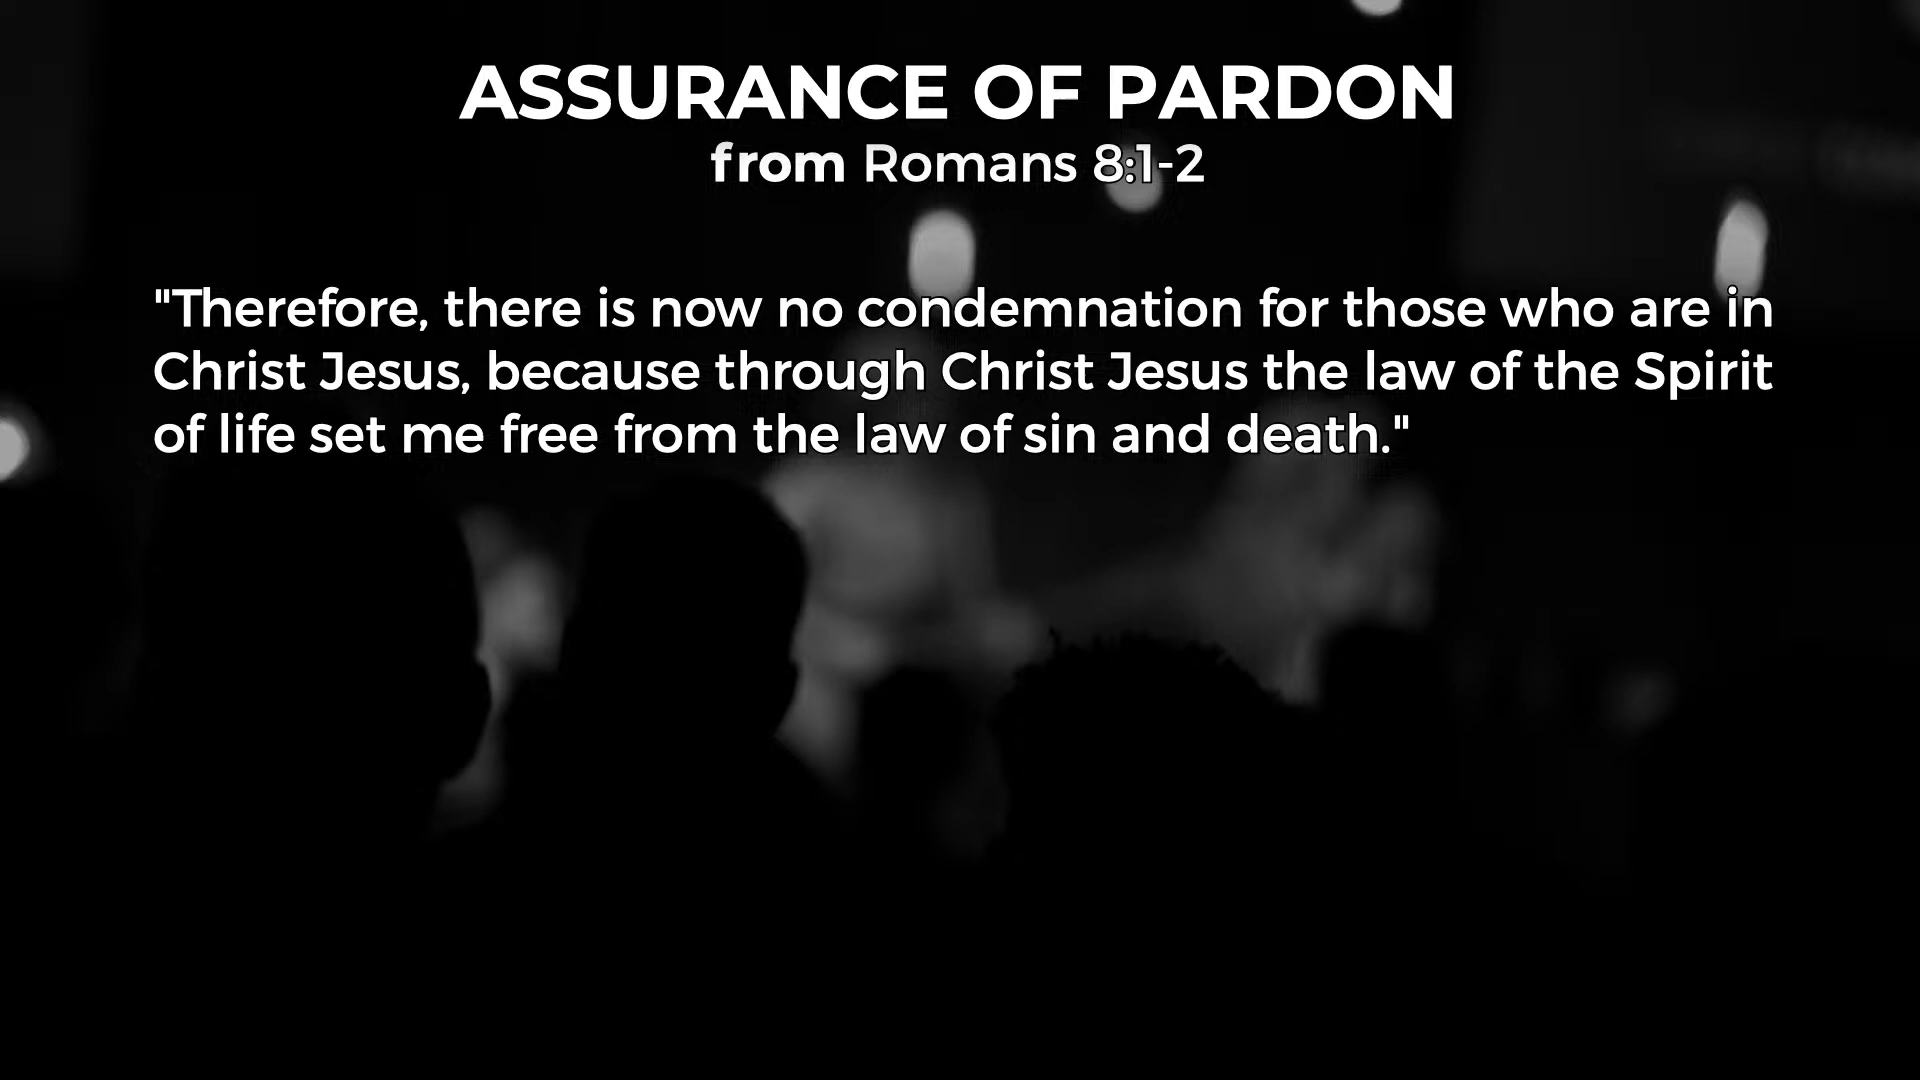 ASSURANCE OF PARDON
from Romans 8:1-2
"Therefore, there is now no condemnation for those who are in
Christ Jesus, because through Christ Jesus the law of the Spirit
of life set me free from the law of sin and death."